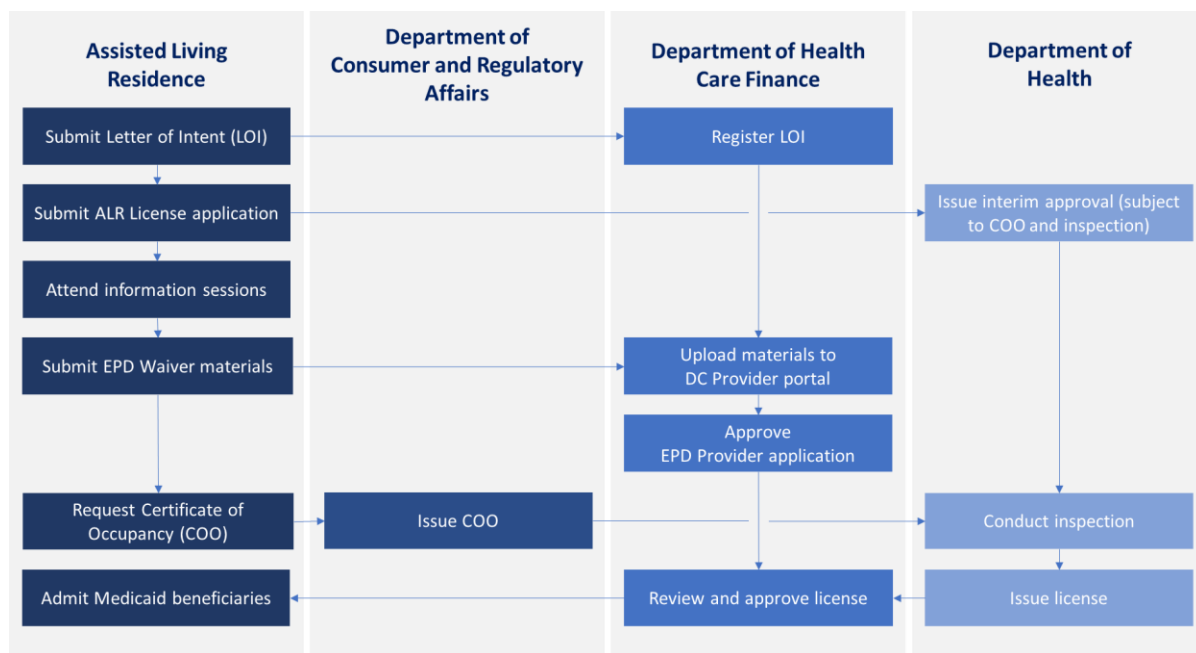 Assisted Living
Residence
Department of
Consumer and Regulatory
Affairs
Department of Health
Care Finance
Department of
Health
Submit Letter of Intent (LOI)
Register LOI
Submit ALR License application
Issue interim approval (subject
to COO and inspection)
Attend information sessions
Submit EPD Waiver materials
Upload materials to
DC Provider portal
Approve
EPD Provider application
Request Certificate of
Occupancy (COO)
Issue COO
Conduct inspection
Admit Medicaid beneficiaries
Review and approve license
Issue license